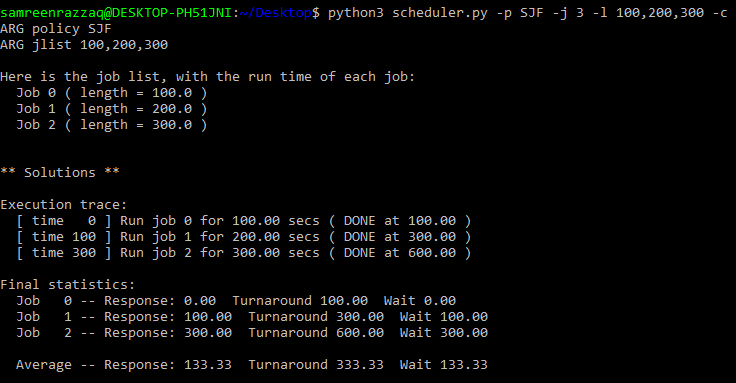 samreenrazzaq@DESKTOP-PH51JNI:~/Desktop$ python3 scheduler.py -p SJF -j 3 -l 100,200,300 -c
ARG policy SJF
ARG jlist 100,200,300
Here is the job list, with the run time of each job:
Job 0 ( length = 100.0 )
Job 1 ( length = 200.0 )
Job 2 ( length = 300.0 )
** Solutions **
Execution trace:
[ time 0 ] Run job 0 for 100.00 secs ( DONE at 100.00 )
[ time 100 ] Run job 1 for 200.00 secs ( DONE at 300.00 )
[ time 300 ] Run job 2 for 300.00 secs ( DONE at 600.00 )
Final statistics:
Job 0 -- Response: 0.00 Turnaround 100.00 Wait 0.00
Job 1 -- Response: 100.00 Turnaround 300.00 Wait 100.00
Job 2 -- Response: 300.00 Turnaround 600.00 Wait 300.00
Average -- Response: 133.33 Turnaround 333.33 Wait 133.33